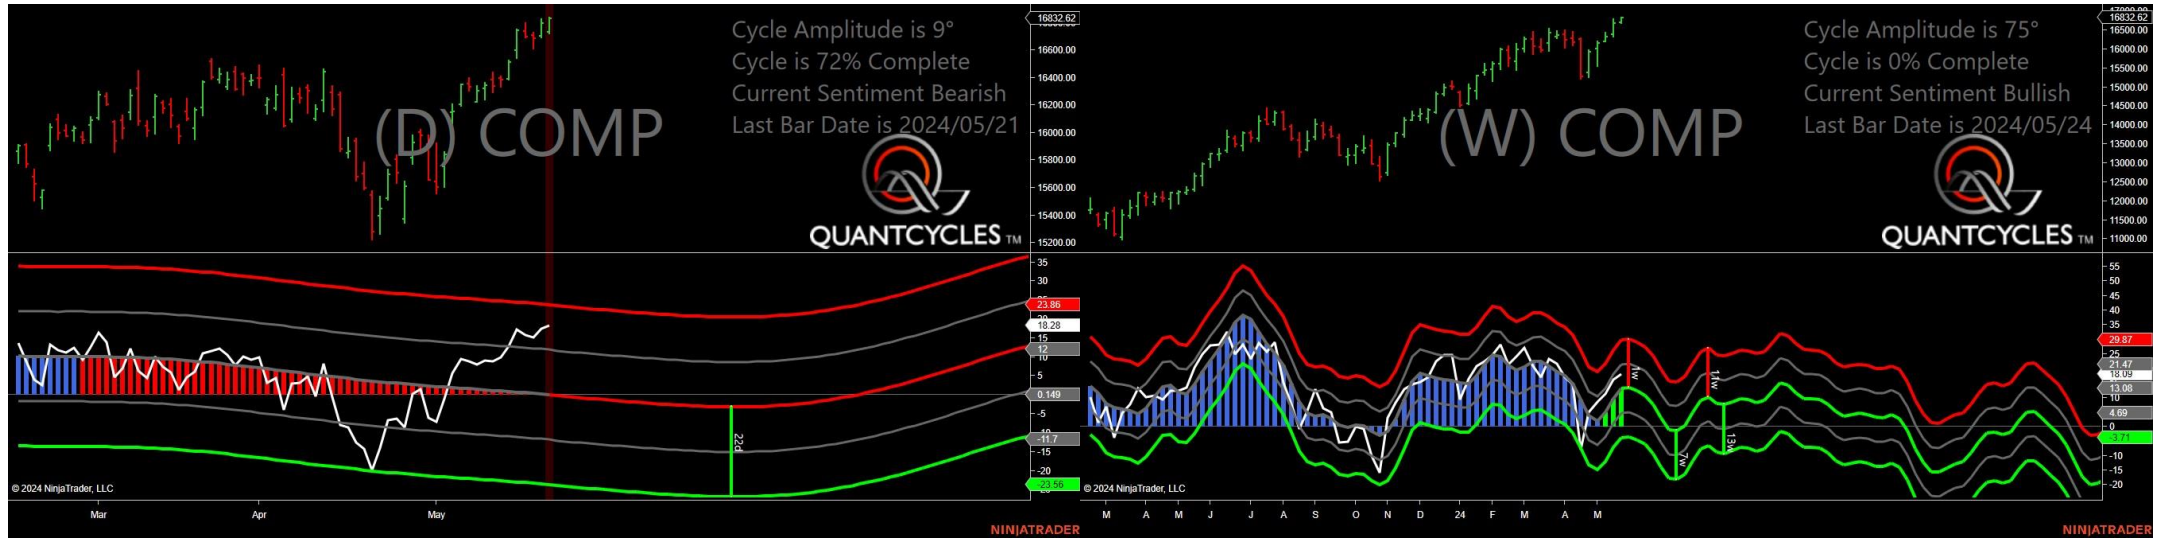 Cycle Amplitude is 9°
Cycle is 72% Complete
Current Sentiment Bearish
Last Bar Date is 2024/05/21
(D) COMP
QUANTCYCLES TM
16832.62
16600.00
16400.00
16200.00
16000.00
15800.00
15600.00
15400.00
15200.00
35
30
23.86
18.28
15
12
10
5
0.149
-5
-11.7
-15
-20
-23.56
22d
© 2024 NinjaTrader, LLC
Mar
Apr
May
NINJATRADER
Cycle Amplitude is 75°
Cycle is 0% Complete
Current Sentiment Bullish
Last Bar Date is 2024/05/24
(W) COMP
QUANTCYCLES TM
16832.62
16500.00
16000.00
15500.00
15000.00
14500.00
14000.00
13500.00
13000.00
12500.00
12000.00
11500.00
11000.00
55
50
45
40
35
29.87
25
21.47
18.09
13.08
10
4.69
0
-3.71
-10
-15
-20
1w
11w
7w
13w
© 2024 NinjaTrader, LLC
M A M J J A S O N D 24 F M A M
NINJATRADER